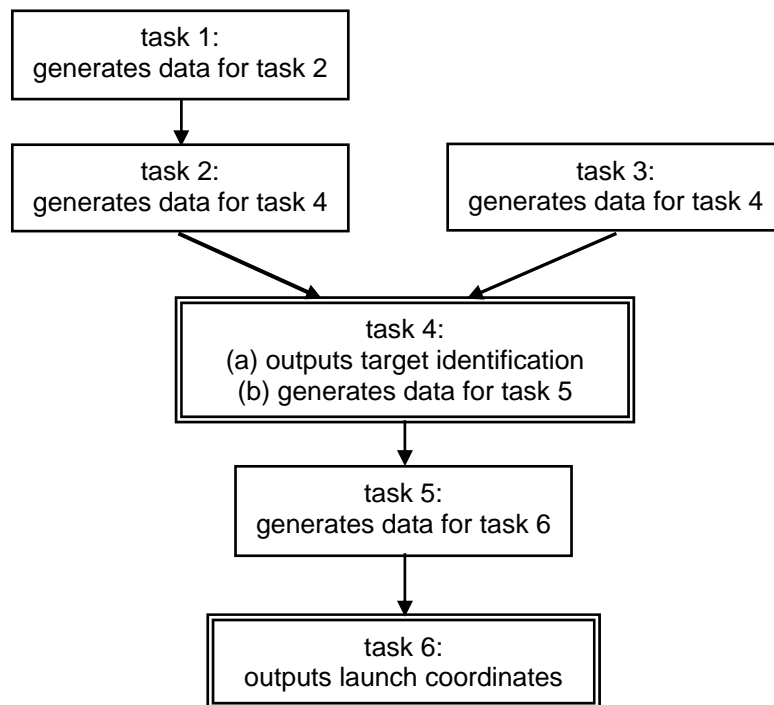 task 1:
generates data for task 2
task 2:
generates data for task 4
task 3:
generates data for task 4
task 4:
(a) outputs target identification
(b) generates data for task 5
task 5:
generates data for task 6
task 6:
outputs launch coordinates